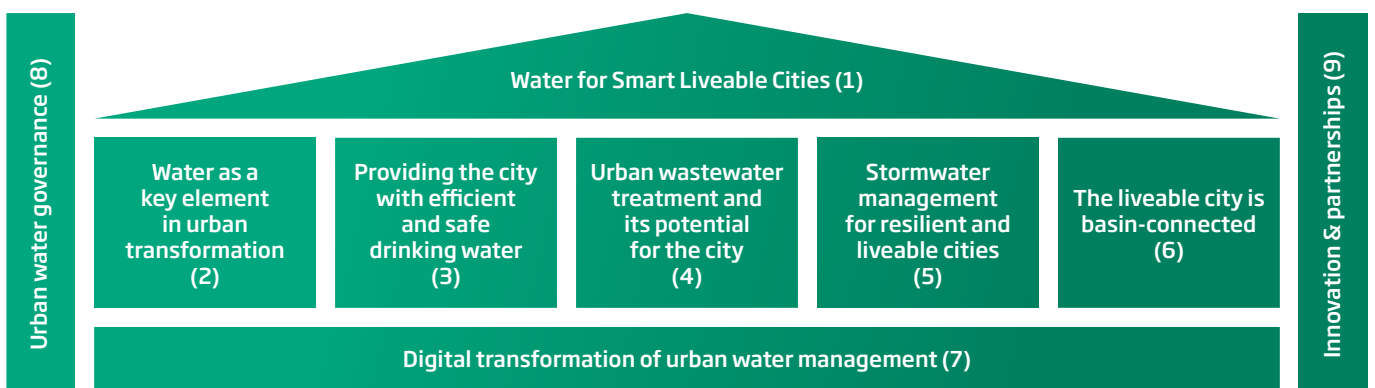 Urban water governance (8)
Water for Smart Liveable Cities (1)
Water as a
key element
in urban
transformation
(2)
Providing the city
with efficient
and safe
drinking water
(3)
Urban wastewater
treatment and
its potential
for the city
(4)
Stormwater
management
for resilient and
liveable cities
(5)
The liveable city is
basin-connected
(6)
Digital transformation of urban water management (7)
Innovation & partnerships (9)